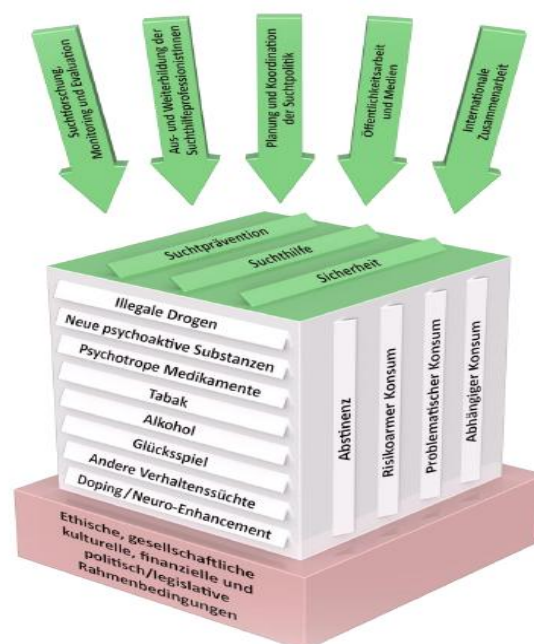 Suchtforschung,
Monitoring und Evaluation
Aus- und Weiterbildung der
SuchthilfeprofessionistInnen
Planung und Koordination
der Suchtpolitik
Öffentlichkeitsarbeit
und Medien
Internationale
Zusammenarbeit
Suchtprävention
Suchthilfe
Sicherheit
Illegale Drogen
Neue psychoaktive Substanzen
Psychotrope Medikamente
Tabak
Alkohol
Glücksspiel
Andere Verhaltenssüchte
Doping/Neuro-Enhancement
Abstinenz
Risikoarmer Konsum
Problematischer Konsum
Abhängiger Konsum
Ethische, gesellschaftliche
kulturelle, finanzielle und
politisch/legislative
Rahmenbedingungen